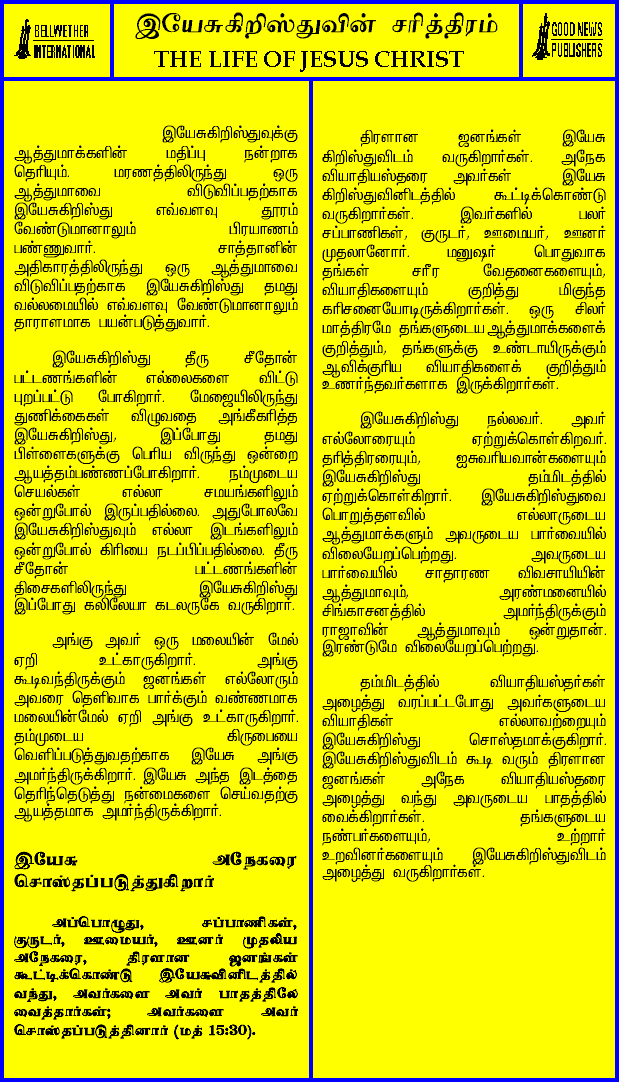 BELLWETHER
INTERNATIONAL
இயேசுகிறிஸ்துவின் சரித்திரம்
THE LIFE OF JESUS CHRIST
GOOD NEWS
PUBLISHERS
இயேசுகிறிஸ்துவுக்கு
ஆத்துமாக்களின் மதிப்பு நன்றாக
தெரியும். மரணத்திலிருந்து ஒரு
ஆத்துமாவை விடுவிப்பதற்காக
இயேசுகிறிஸ்து எவ்வளவு தூரம்
வேண்டுமானாலும் பிரயாணம்
பண்ணுவார். சாத்தானின்
அதிகாரத்திலிருந்து ஒரு ஆத்துமாவை
விடுவிப்பதற்காக இயேசுகிறிஸ்து தமது
வல்லமையில் எவ்வளவு வேண்டுமானாலும்
தாராளமாக பயன்படுத்துவார்.
இயேசுகிறிஸ்து தீரு சீதோன்
பட்டணங்களின் எல்லைகளை விட்டு
புறப்பட்டு போகிறார். மேஜையிலிருந்து
துணிக்கைகள் விழுவதை அங்கீகரித்த
இயேசுகிறிஸ்து, இப்போது தமது
பிள்ளைகளுக்கு பெரிய விருந்து ஒன்றை
ஆயத்தம்பண்ணப்போகிறார். நம்முடைய
செயல்கள் எல்லா சமயங்களிலும்
ஒன்றுபோல் இருப்பதில்லை. அதுபோலவே
இயேசுகிறிஸ்துவும் எல்லா இடங்களிலும்
ஒன்றுபோல் கிரியை நடப்பிப்பதில்லை. தீரு
சீதோன் பட்டணங்களின்
திசைகளிலிருந்து இயேசுகிறிஸ்து
இப்போது கலிலேயா கடலருகே வருகிறார்.
அங்கு அவர் ஒரு மலையின் மேல்
ஏறி உட்காருகிறார். அங்கு
கூடிவந்திருக்கும் ஜனங்கள் எல்லோரும்
அவரை தெளிவாக பார்க்கும் வண்ணமாக
மலையின்மேல் ஏறி அங்கு உட்காருகிறார்.
தம்முடைய கிருபையை
வெளிப்படுத்துவதற்காக இயேசு அங்கு
அமர்ந்திருக்கிறார். இயேசு அந்த இடத்தை
தெரிந்தெடுத்து நன்மைகளை செய்வதற்கு
ஆயத்தமாக அமர்ந்திருக்கிறார்.
இயேசு அநேகரை
சொஸ்தப்படுத்துகிறார்
அப்பொழுது, சப்பாணிகள்,
குருடர், ஊமையர், ஊனர் முதலிய
அநேகரை, திரளான ஜனங்கள்
கூட்டிக்கொண்டு இயேசுவினிடத்தில்
வந்து, அவர்களை அவர் பாதத்திலே
வைத்தார்கள்; அவர்களை அவர்
சொஸ்தப்படுத்தினார் (மத் 15:30).
திரளான ஜனங்கள் இயேசு
கிறிஸ்துவிடம் வருகிறார்கள். அநேக
வியாதியஸ்தரை அவர்கள் இயேசு
கிறிஸ்துவினிடத்தில் கூட்டிக்கொண்டு
வருகிறார்கள். இவர்களில் பலர்
சப்பாணிகள், குருடர், ஊமையர், ஊனர்
முதலானோர். மனுஷர் பொதுவாக
தங்கள் சரீர வேதனைகளையும்,
வியாதிகளையும் குறித்து மிகுந்த
கரிசனையோடிருக்கிறார்கள். ஒரு சிலர்
மாத்திரமே தங்களுடைய ஆத்துமாக்களைக்
குறித்தும், தங்களுக்கு உண்டாயிருக்கும்
ஆவிக்குரிய வியாதிகளைக் குறித்தும்
உணர்ந்தவர்களாக இருக்கிறார்கள்.
இயேசுகிறிஸ்து நல்லவர். அவர்
எல்லோரையும் ஏற்றுக்கொள்கிறவர்.
தரித்திரரையும், ஐசுவரியவான்களையும்
இயேசுகிறிஸ்து தம்மிடத்தில்
ஏற்றுக்கொள்கிறார். இயேசுகிறிஸ்துவை
பொறுத்தளவில் எல்லாருடைய
ஆத்துமாக்களும் அவருடைய பார்வையில்
விலையேறப்பெற்றது. அவருடைய
பார்வையில் சாதாரண விவசாயியின்
ஆத்துமாவும், அரண்மனையில்
சிங்காசனத்தில் அமர்ந்திருக்கும்
ராஜாவின் ஆத்துமாவும் ஒன்றுதான்.
இரண்டுமே விலையேறப்பெற்றது.
தம்மிடத்தில் வியாதியஸ்தர்கள்
அழைத்து வரப்பட்டபோது அவர்களுடைய
வியாதிகள் எல்லாவற்றையும்
இயேசுகிறிஸ்து சொஸ்தமாக்குகிறார்.
இயேசுகிறிஸ்துவிடம் கூடி வரும் திரளான
ஜனங்கள் அநேக வியாதியஸ்தரை
அழைத்து வந்து அவருடைய பாதத்தில்
வைக்கிறார்கள். தங்களுடைய
நண்பர்களையும், உற்றார்
உறவினர்களையும் இயேசுகிறிஸ்துவிடம்
அழைத்து வருகிறார்கள்.